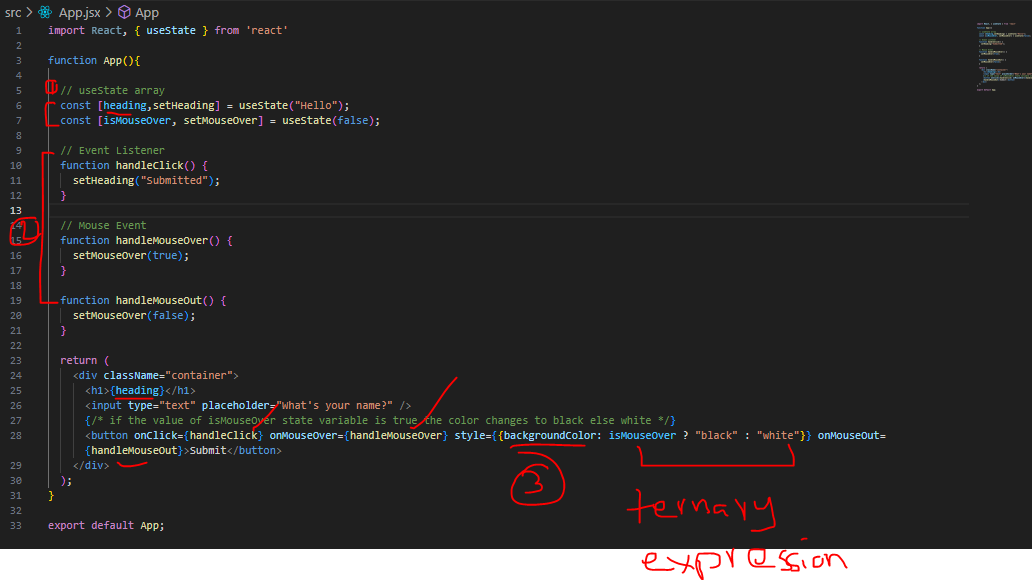 src > App.jsx > App
1 import React, { useState } from 'react'
2
3 function App(){
4
5 // useState array
6 const [heading,setHeading] = useState("Hello");
7 const [isMouseOver, setMouseOver] = useState(false);
8
9 // Event Listener
10 function handleClick() {
11 setHeading("Submitted");
12 }
13
14 // Mouse Event
15 function handleMouseOver() {
16 setMouseOver(true);
17 }
18
19 function handleMouseOut() {
20 setMouseOver(false);
21 }
22
23 return (
24 <div className="container">
25 <h1>{heading}</h1>
26 <input type="text" placeholder="What's your name?" />
27 {/* if the value of isMouseOver state variable is true the color changes to black else white */}
28 <button onClick={handleClick} onMouseOver={handleMouseOver} style={{backgroundColor: isMouseOver ? "black" : "white"}} onMouseOut=
{handleMouseOut}>Submit</button>
29 </div>
30 );
31 }
32
33 export default App;
3
ternary
expression